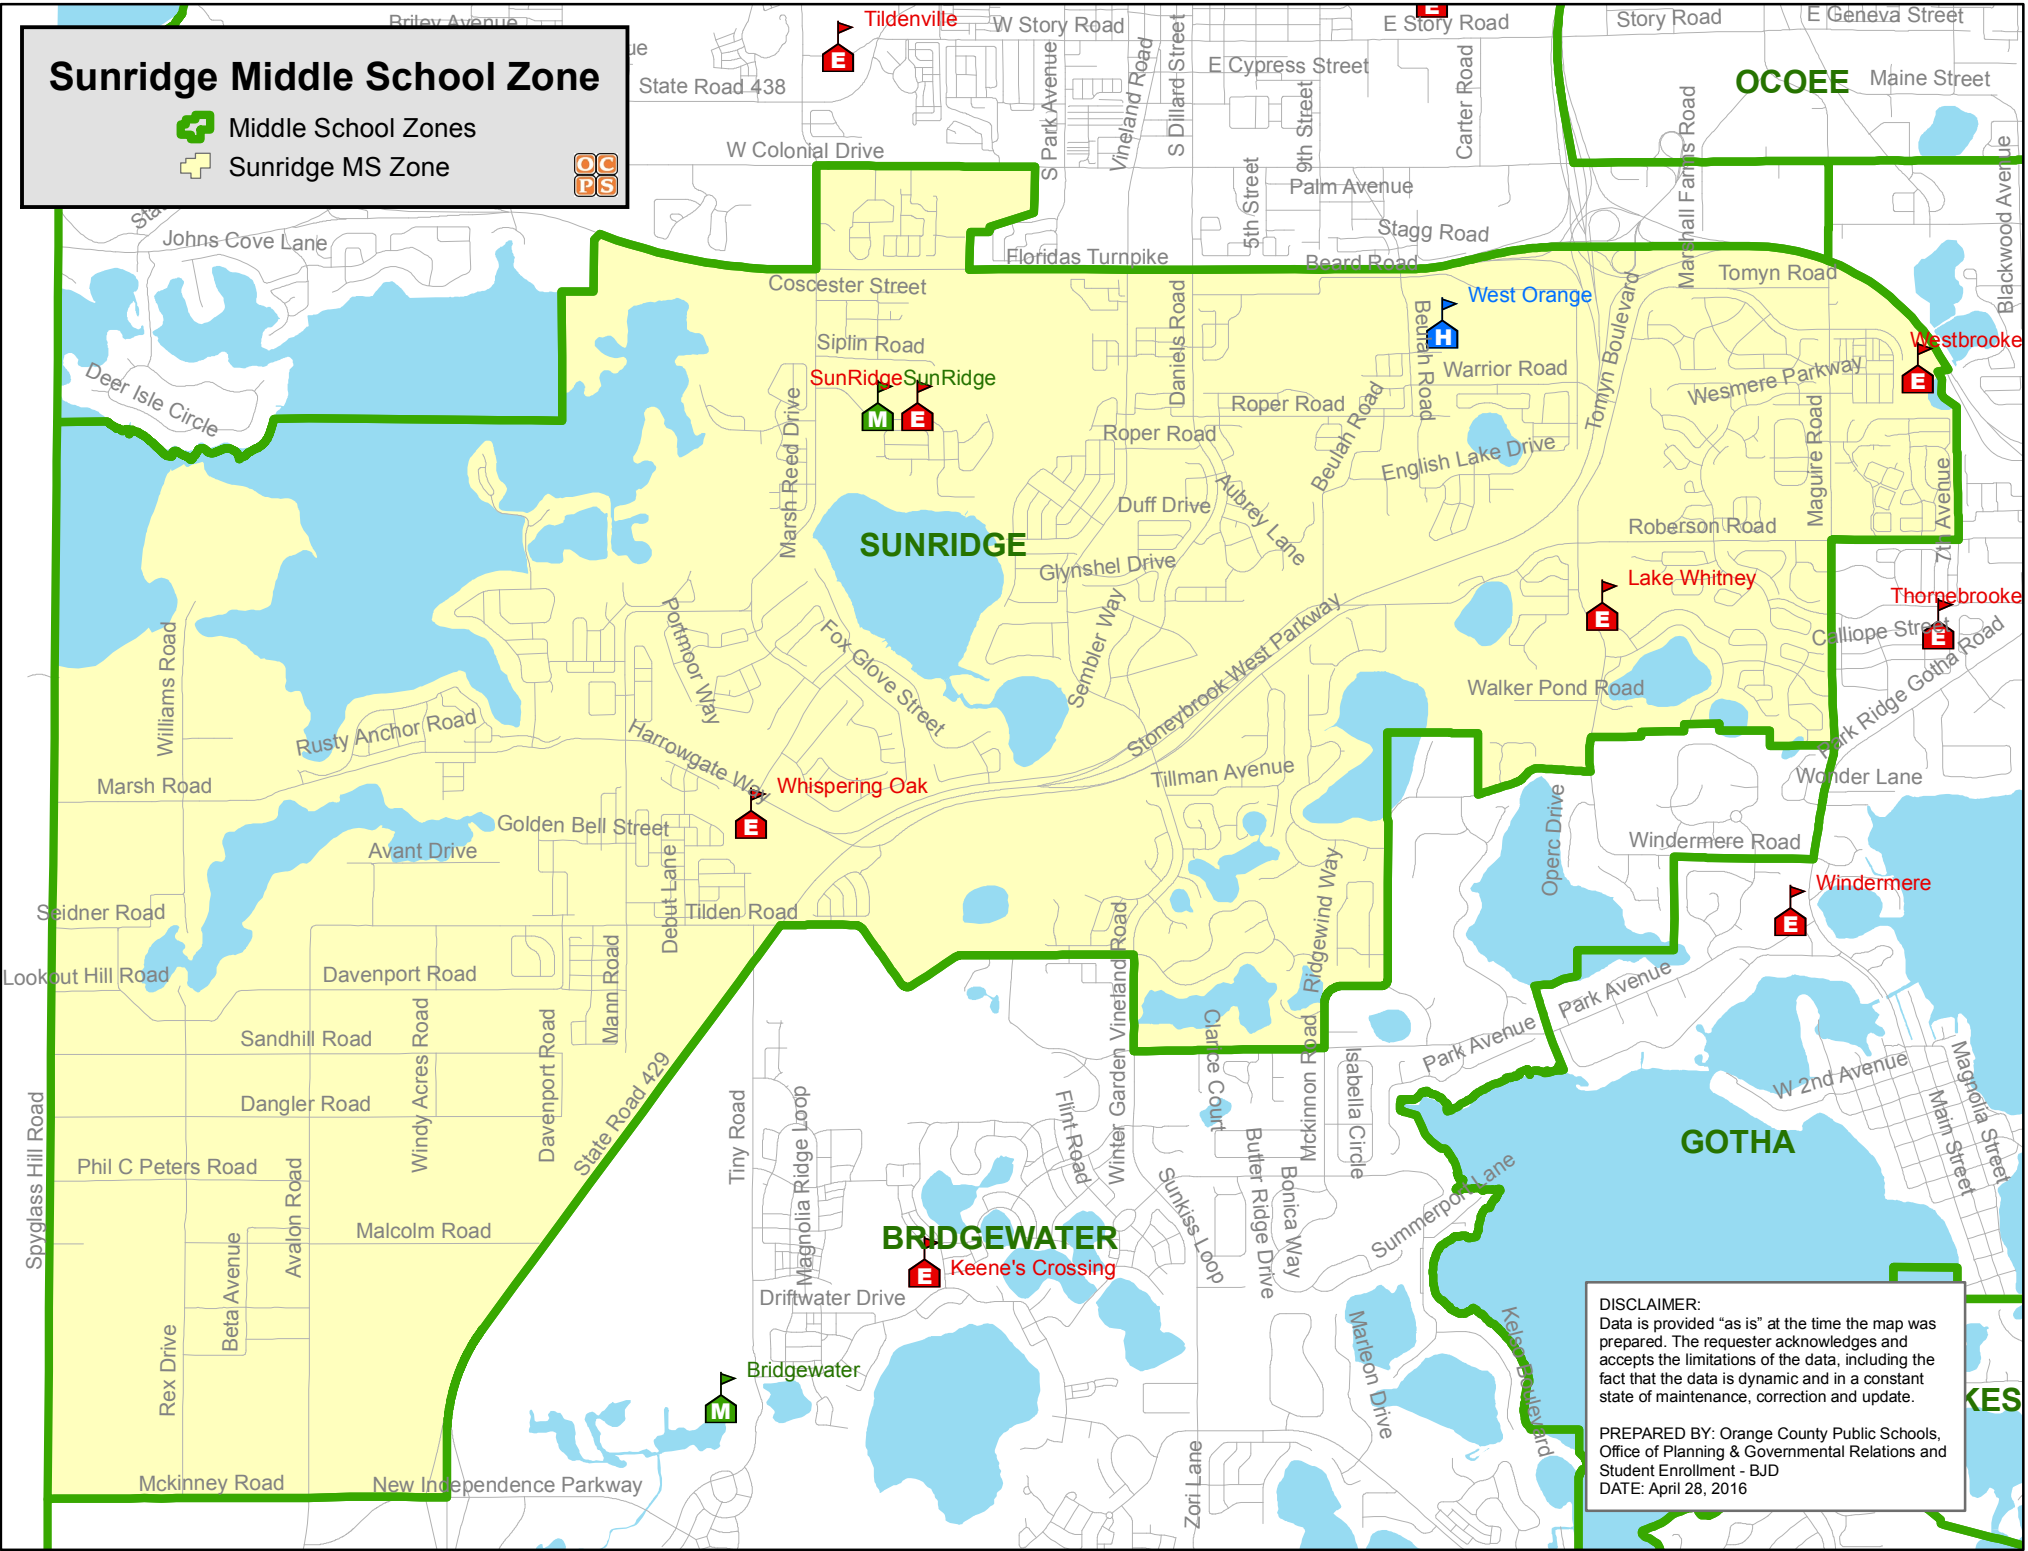 Sunridge Middle School Zone
Middle School Zones
Sunridge MS Zone
OC
PS
Briley Avenue
ue
State Road 438
Tildenville
E
W Story Road
E
E Story Road
Story Road
E Geneva Street
OCOEE
Maine Street
E Cypress Street
S Park Avenue
Vineland Road
S Dillard Street
9th Street
Carter Road
Marshall Farms Road
Blackwood Avenue
W Colonial Drive
Palm Avenue
5th Street
Stagg Road
Johns Cove Lane
Floridas Turnpike
Beard Road
Tomyn Road
Coscester Street
West Orange
H
Beulah Road
Daniels Road
Tomyn Boulevard
Siplin Road
Westbrooke
E
Warrior Road
Wesmere Parkway
Deer Isle Circle
SunRidge
SunRidge
M
E
Marsh Reed Drive
Roper Road
Roper Road
Beulah Road
English Lake Drive
Maguire Road
7th Avenue
Duff Drive
Aubrey Lane
Roberson Road
SUNRIDGE
Glynshel Drive
Lake Whitney
E
Thornebrooke
E
Calliope Street
Park Ridge Gotha Road
Williams Road
Portmoor Way
Fox Glove Street
Sembler Way
Stoneybrook West Parkway
Walker Pond Road
Rusty Anchor Road
Harrowgate Way
Marsh Road
Whispering Oak
E
Tillman Avenue
Wonder Lane
Golden Bell Street
Avant Drive
Debut Lane
Operc Drive
Windermere Road
Ridgewind Way
Windermere
E
Seidner Road
Tilden Road
Winter Garden Vineland Road
Lookout Hill Road
Davenport Road
Mann Road
Park Avenue
Park Avenue
Sandhill Road
Windy Acres Road
Davenport Road
State Road 429
Clarice Court
Mckinnon Road
Isabella Circle
W 2nd Avenue
Magnolia Street
Main Street
Dangler Road
Spyglass Hill Road
Tiny Road
Magnolia Ridge Loop
Flint Road
GOTHA
Phil C Peters Road
Avalon Road
Sunkiss Loop
Butler Ridge Drive
Bonica Way
Summerport Lane
Malcolm Road
Beta Avenue
BRIDGEWATER
E
Keene's Crossing
Driftwater Drive
Rex Drive
Bridgewater
M
Marleon Drive
Kelso Boulevard
Mckinney Road
New Independence Parkway
Zori Lane
KES
DISCLAIMER:
Data is provided “as is” at the time the map was
prepared. The requester acknowledges and
accepts the limitations of the data, including the
fact that the data is dynamic and in a constant
state of maintenance, correction and update.
PREPARED BY: Orange County Public Schools,
Office of Planning & Governmental Relations and
Student Enrollment - BJD
DATE: April 28, 2016